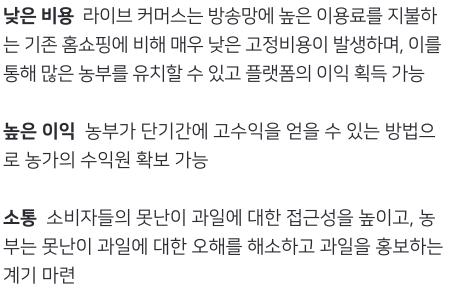 낮은 비용 라이브 커머스는 방송망에 높은 이용료를 지불하
는 기존 홈쇼핑에 비해 매우 낮은 고정비용이 발생하며, 이를
통해 많은 농부를 유치할 수 있고 플랫폼의 이익 획득 가능
높은 이익 농부가 단기간에 고수익을 얻을 수 있는 방법으
로 농가의 수익원 확보 가능
소통 소비자들의 못난이 과일에 대한 접근성을 높이고, 농
부는 못난이 과일에 대한 오해를 해소하고 과일을 홍보하는
계기 마련